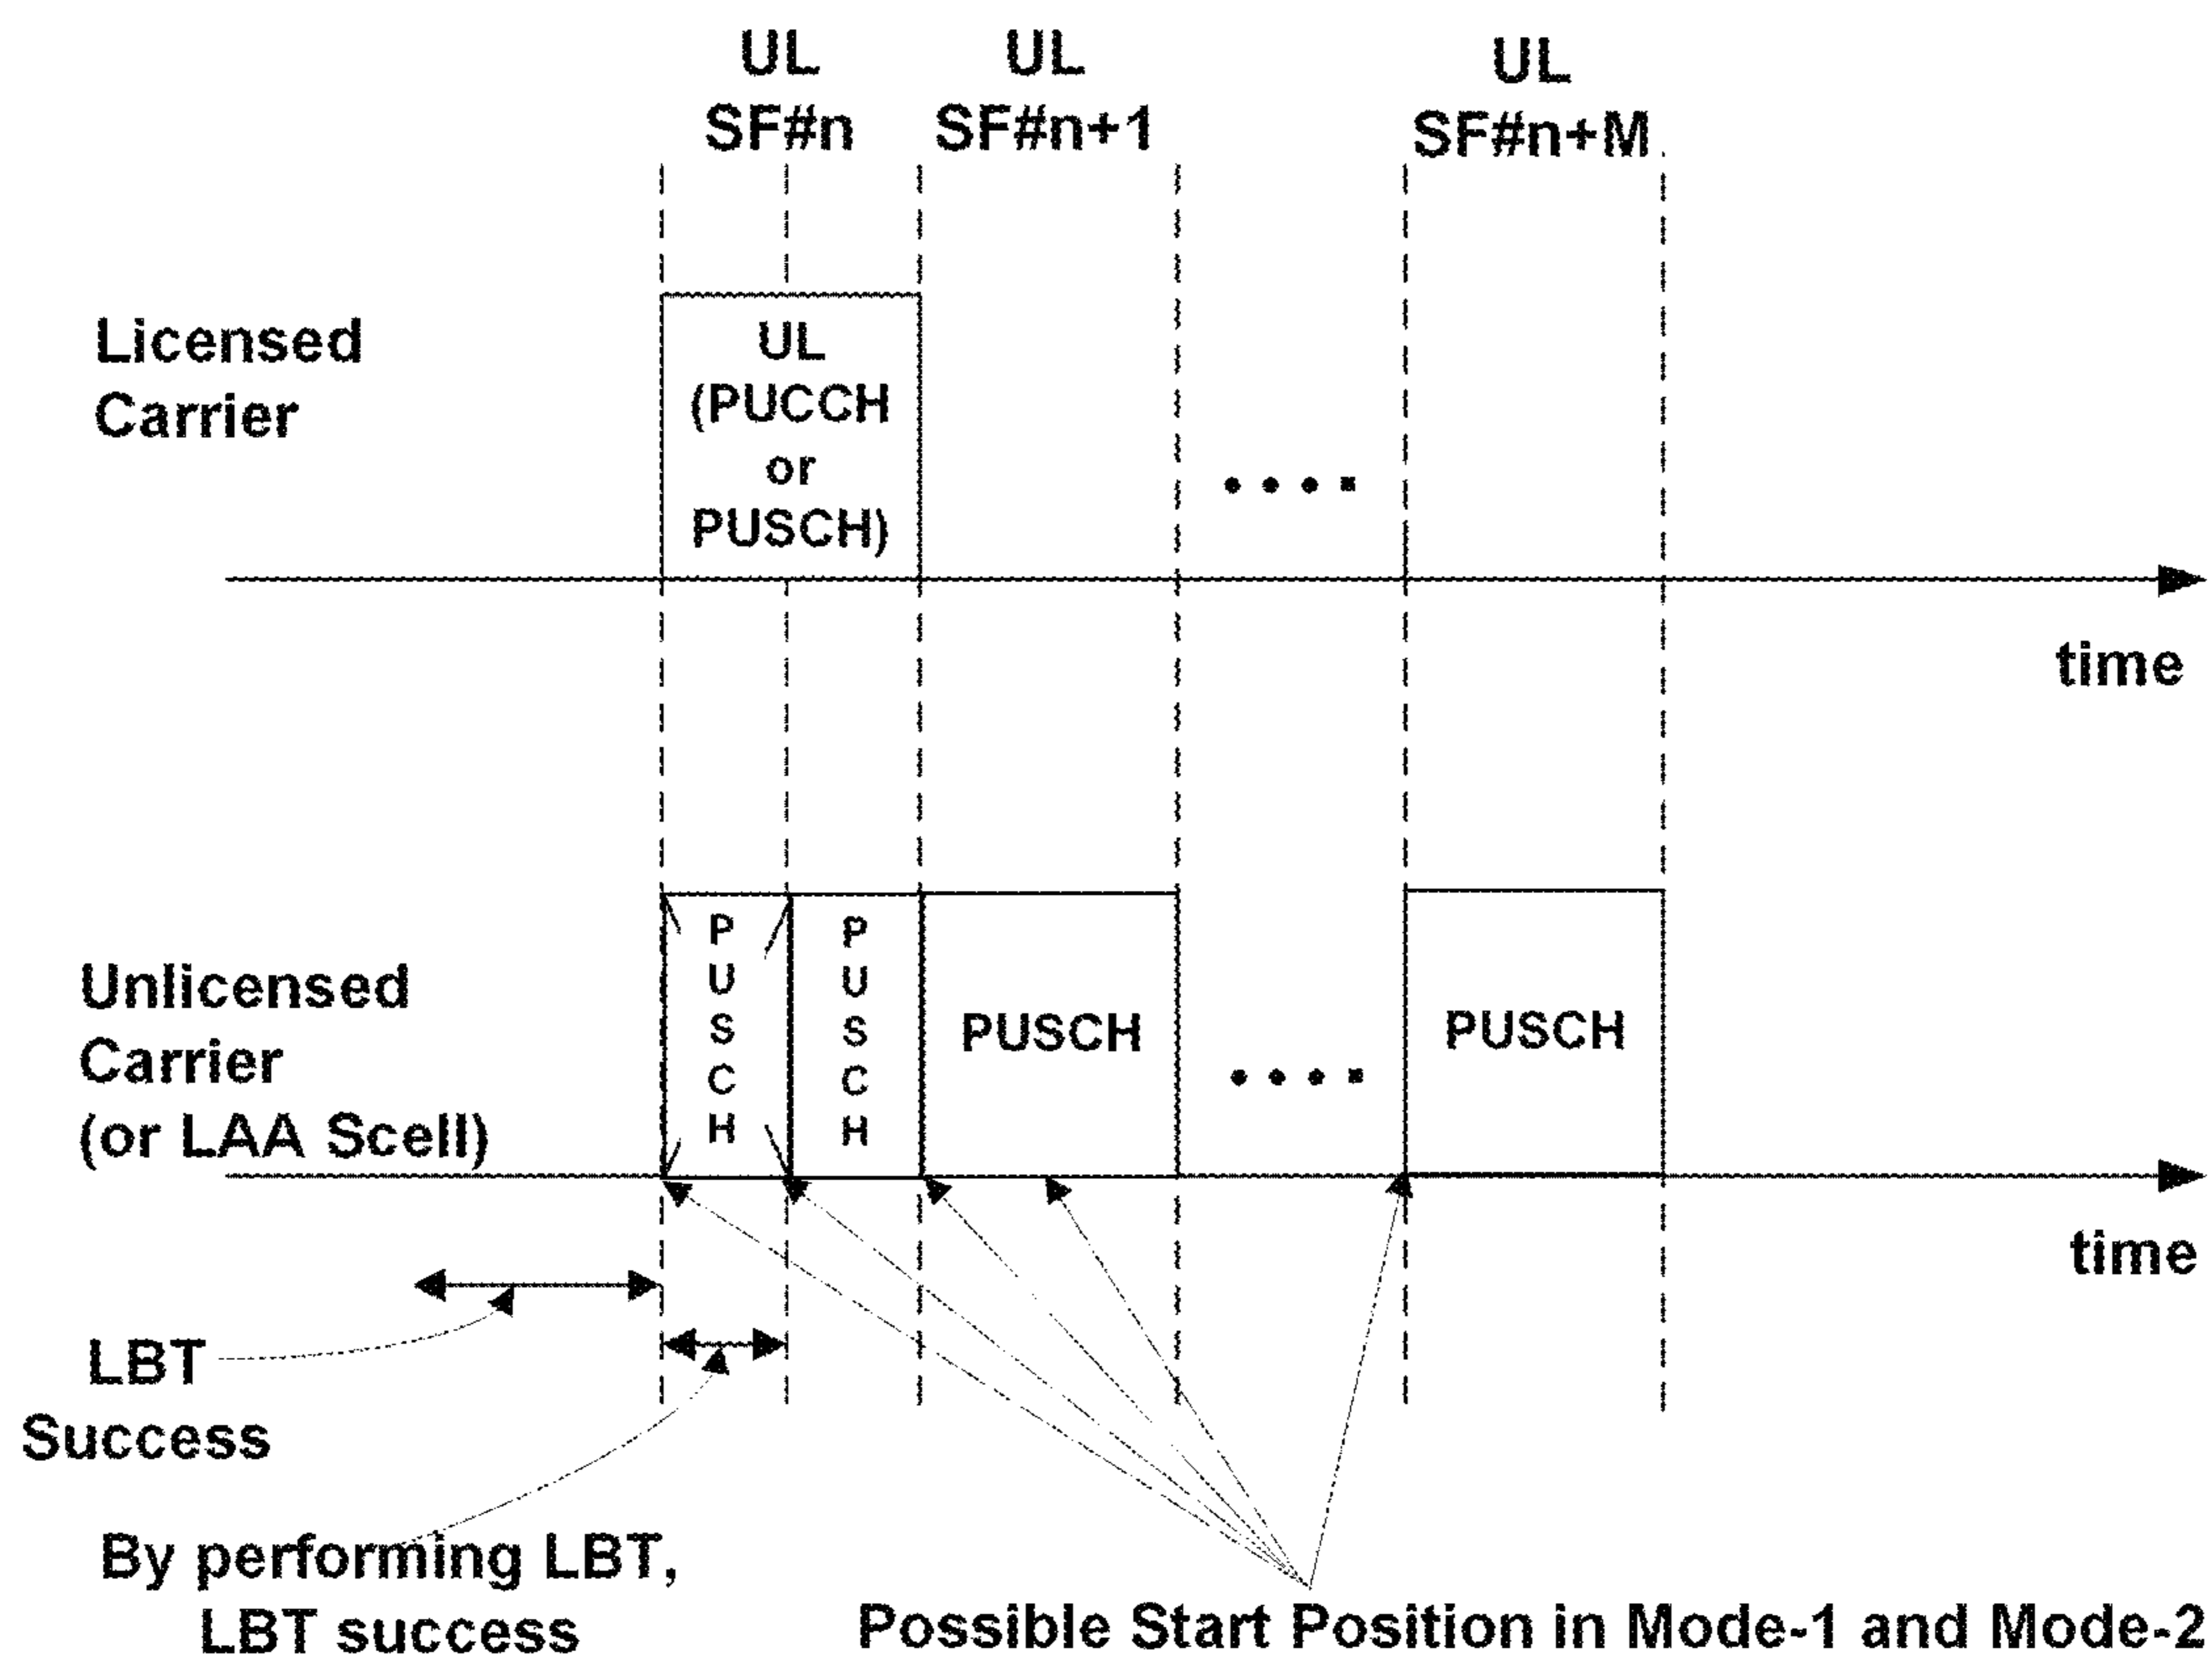 UL
SF#n
UL
SF#n+1
UL
SF#n+M
Licensed
Carrier
UL
(PUCCH
or
PUSCH)
time
Unlicensed
Carrier
(or LAA Scell)
PUSCH
PUSCH
PUSCH
PUSCH
time
LBT
Success
By performing LBT,
LBT success
Possible Start Position in Mode-1 and Mode-2